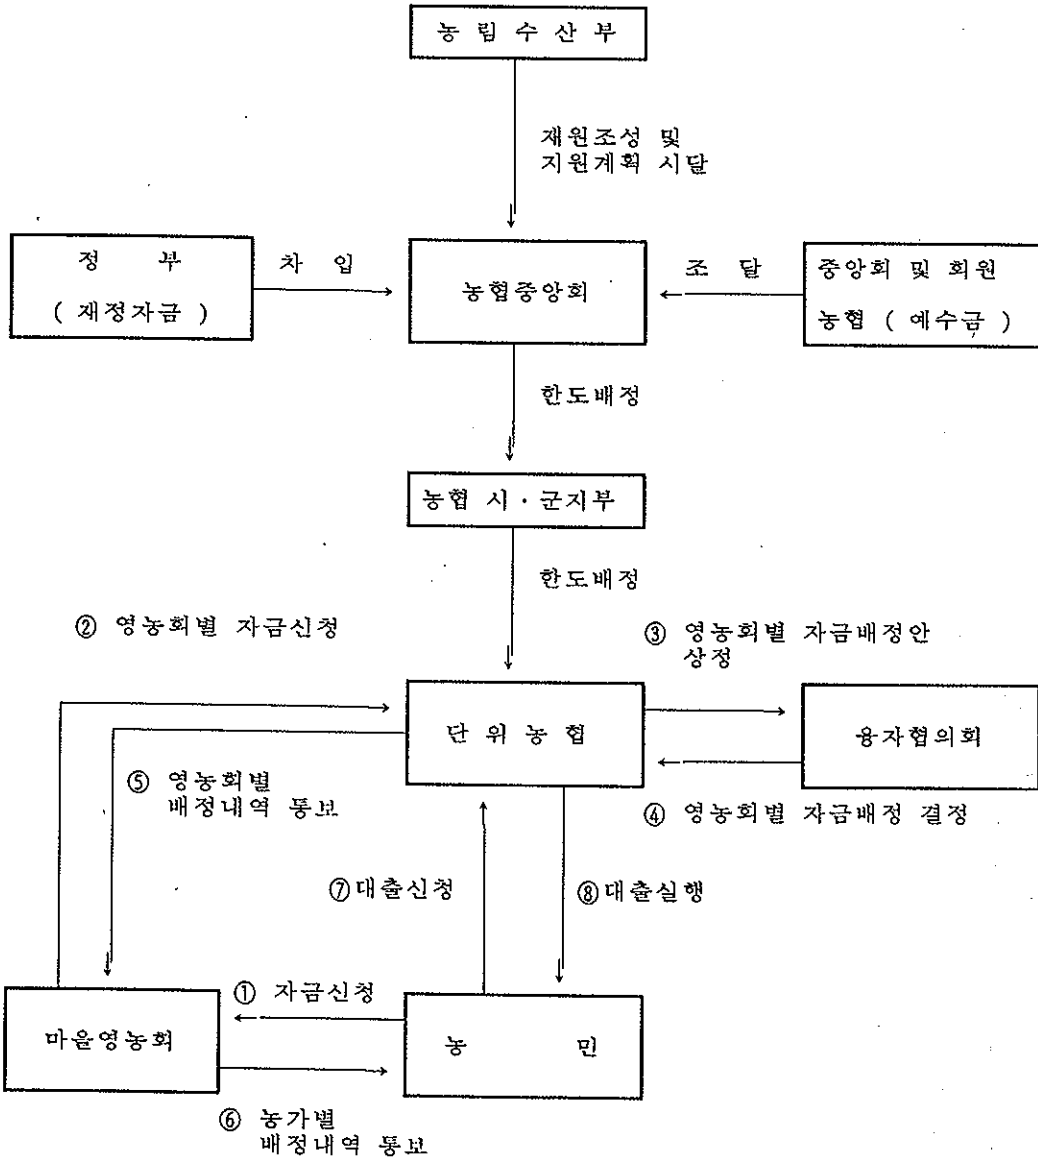 농 림 수 산 부
재원조성 및
지원계획 시달
정 부
( 재정자금 )
차 입
농협중앙회
조 달
중앙회 및 회원
농협 ( 예수금 )
한도배정
농협 시 · 군지부
한도배정
② 영농회별 자금신청
③ 영농회별 자금배정안
상정
단 위 농 협
융자협의회
⑤ 영농회별
배정내역 통보
④ 영농회별 자금배정 결정
⑦대출신청
⑧대출실행
① 자금신청
마을영농회
농 민
⑥ 농가별
배정내역 통보